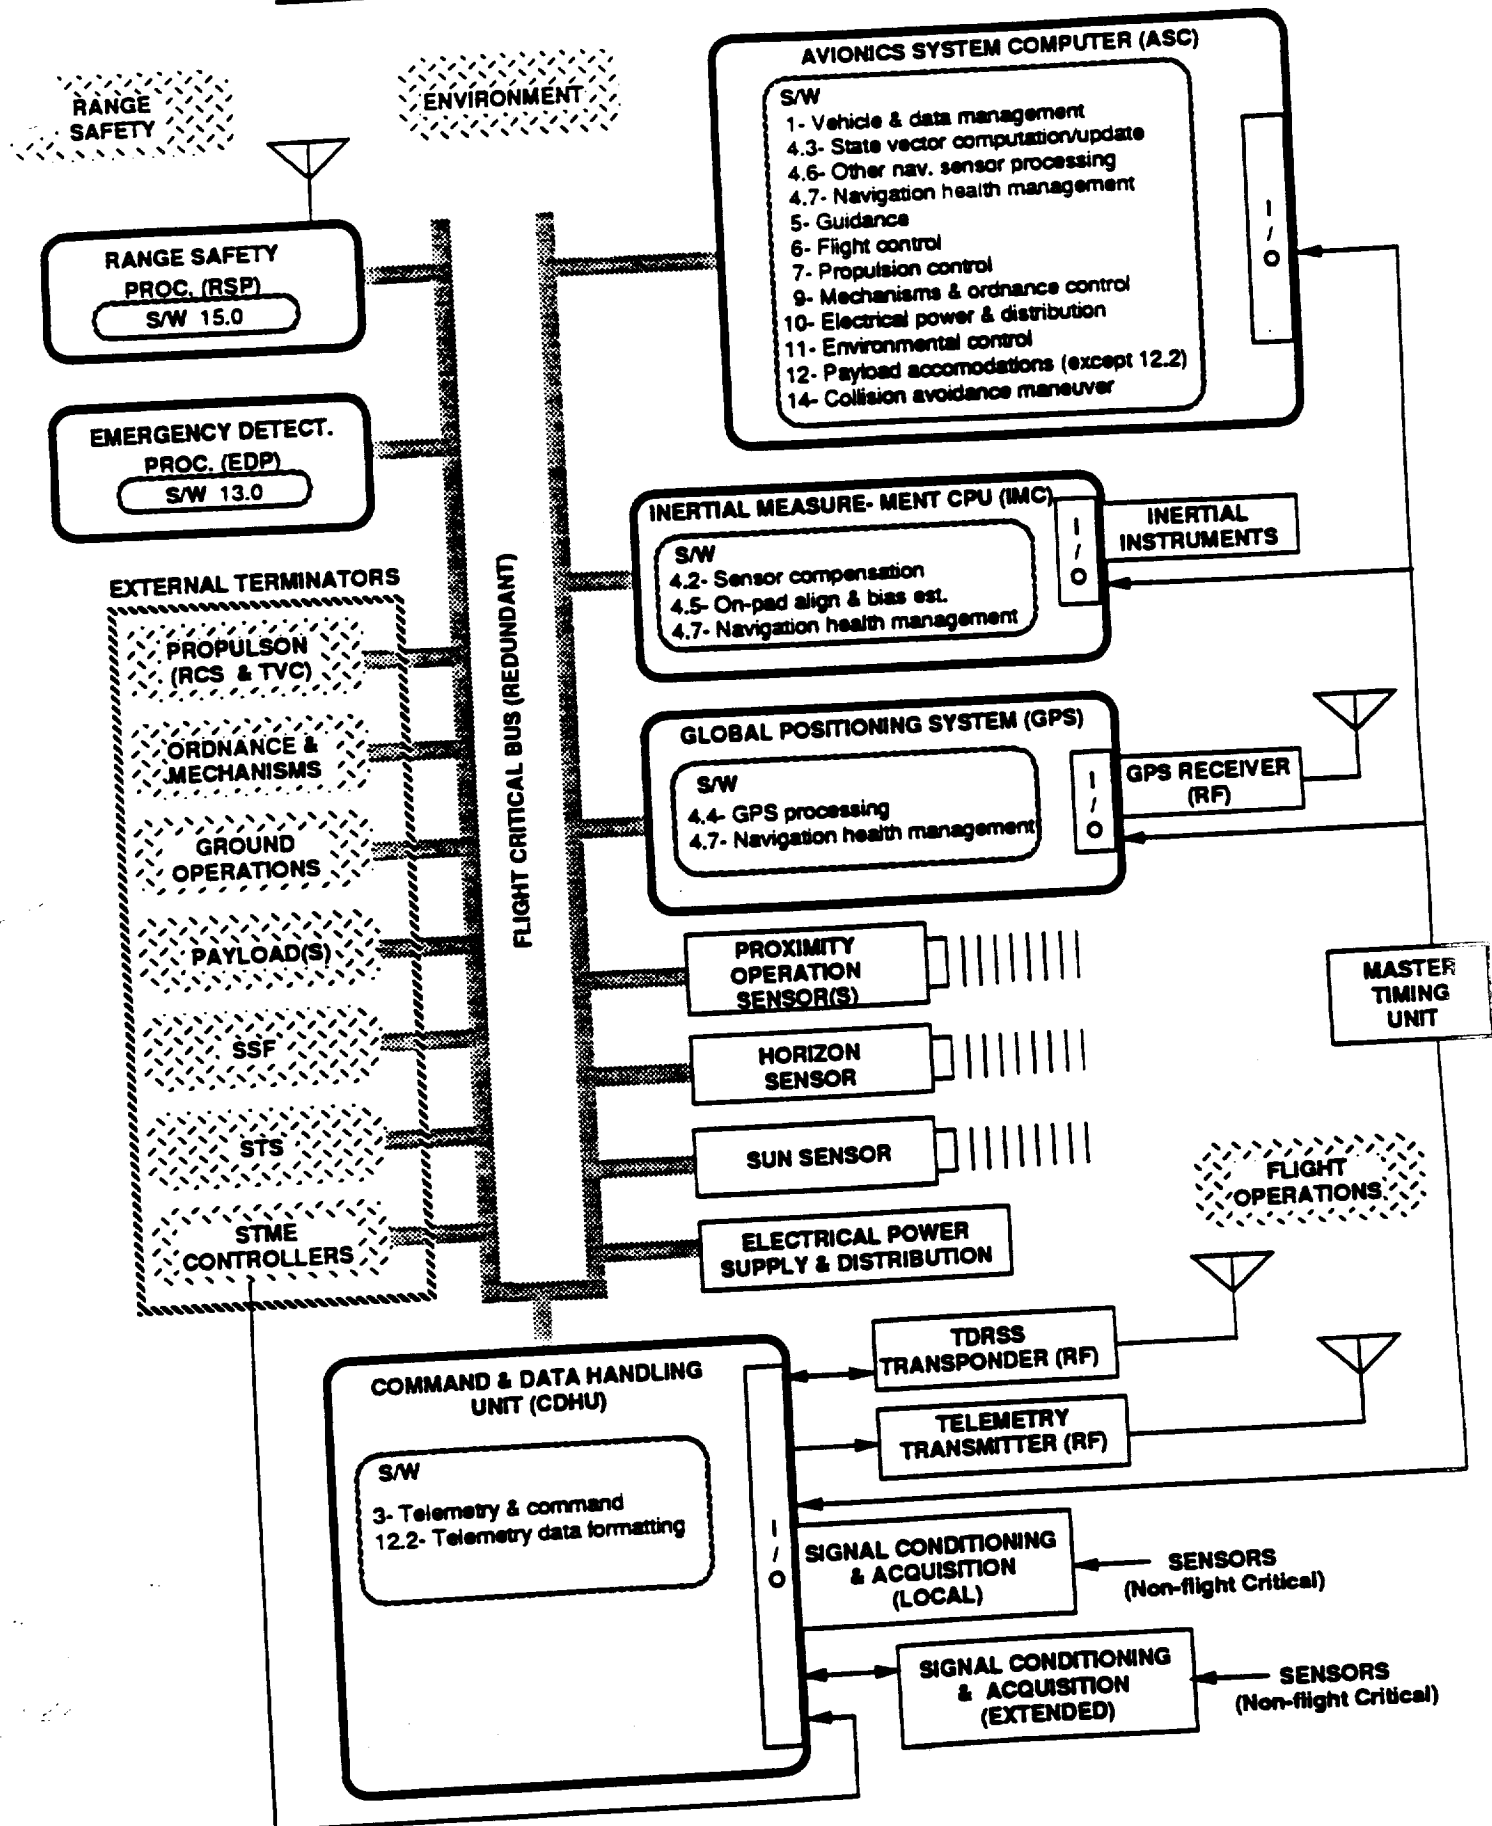 RANGE
SAFETY
ENVIRONMENT
AVIONICS SYSTEM COMPUTER (ASC)
S/W
1- Vehicle & data management
4.3- State vector computation/update
4.6- Other nav. sensor processing
4.7- Navigation health management
5- Guidance
6- Flight control
7- Propulsion control
9- Mechanisms & ordnance control
10- Electrical power & distribution
11- Environmental control
12- Payload accomodations (except 12.2)
14- Collision avoidance maneuver
I
/
O
RANGE SAFETY
PROC. (RSP)
S/W 15.0
EMERGENCY DETECT.
PROC. (EDP)
S/W 13.0
INERTIAL MEASURE- MENT CPU (IMC)
S/W
4.2- Sensor compensation
4.5- On-pad align & bias est.
4.7- Navigation health management
I
/
O
INERTIAL
INSTRUMENTS
EXTERNAL TERMINATORS
PROPULSON
(RCS & TVC)
ORDNANCE &
MECHANISMS
GROUND
OPERATIONS
PAYLOAD(S)
SSF
STS
STME
CONTROLLERS
FLIGHT CRITICAL BUS (REDUNDANT)
GLOBAL POSITIONING SYSTEM (GPS)
S/W
4.4- GPS processing
4.7- Navigation health management
I
/
O
GPS RECEIVER
(RF)
PROXIMITY
OPERATION
SENSOR(S)
HORIZON
SENSOR
SUN SENSOR
ELECTRICAL POWER
SUPPLY & DISTRIBUTION
MASTER
TIMING
UNIT
FLIGHT
OPERATIONS
TDRSS
TRANSPONDER (RF)
TELEMETRY
TRANSMITTER (RF)
COMMAND & DATA HANDLING
UNIT (CDHU)
S/W
3- Telemetry & command
12.2- Telemetry data formatting
I
/
O
SIGNAL CONDITIONING
& ACQUISITION
(LOCAL)
SENSORS
(Non-flight Critical)
SIGNAL CONDITIONING
& ACQUISITION
(EXTENDED)
SENSORS
(Non-flight Critical)